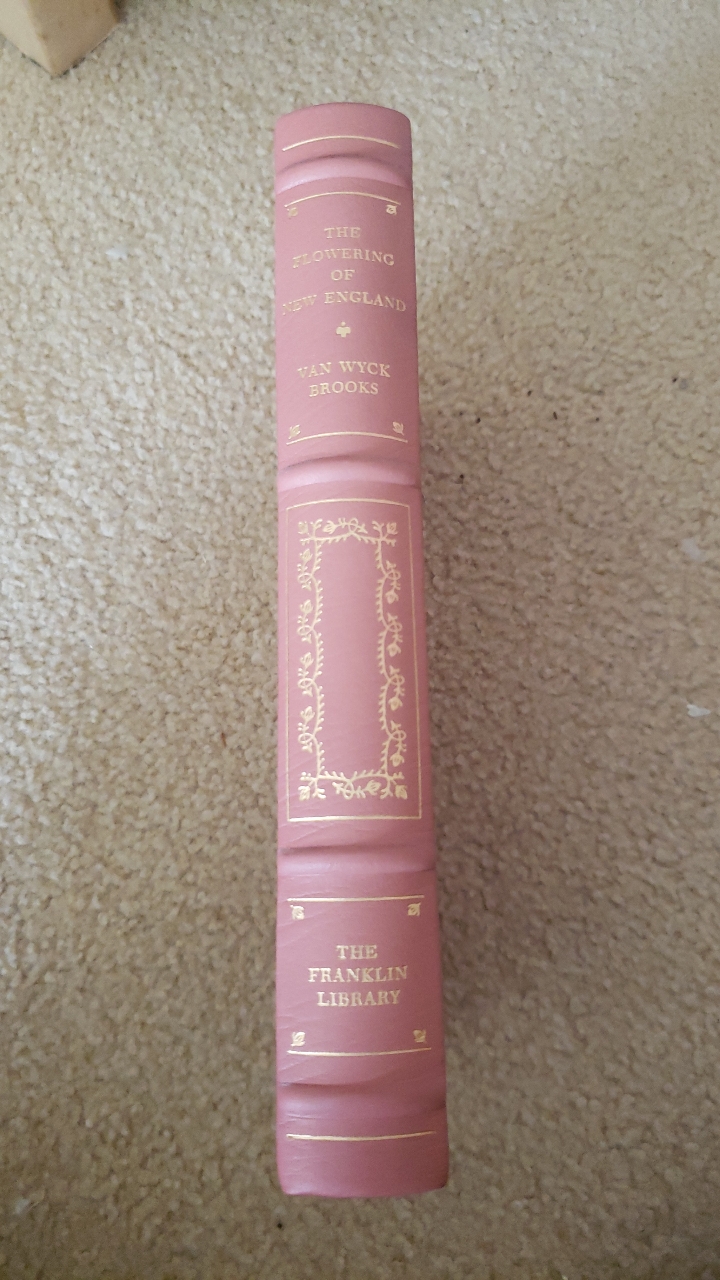 THE
FLOWERING
OF
NEW ENGLAND
VAN WYCK
BROOKS
THE
FRANKLIN
LIBRARY